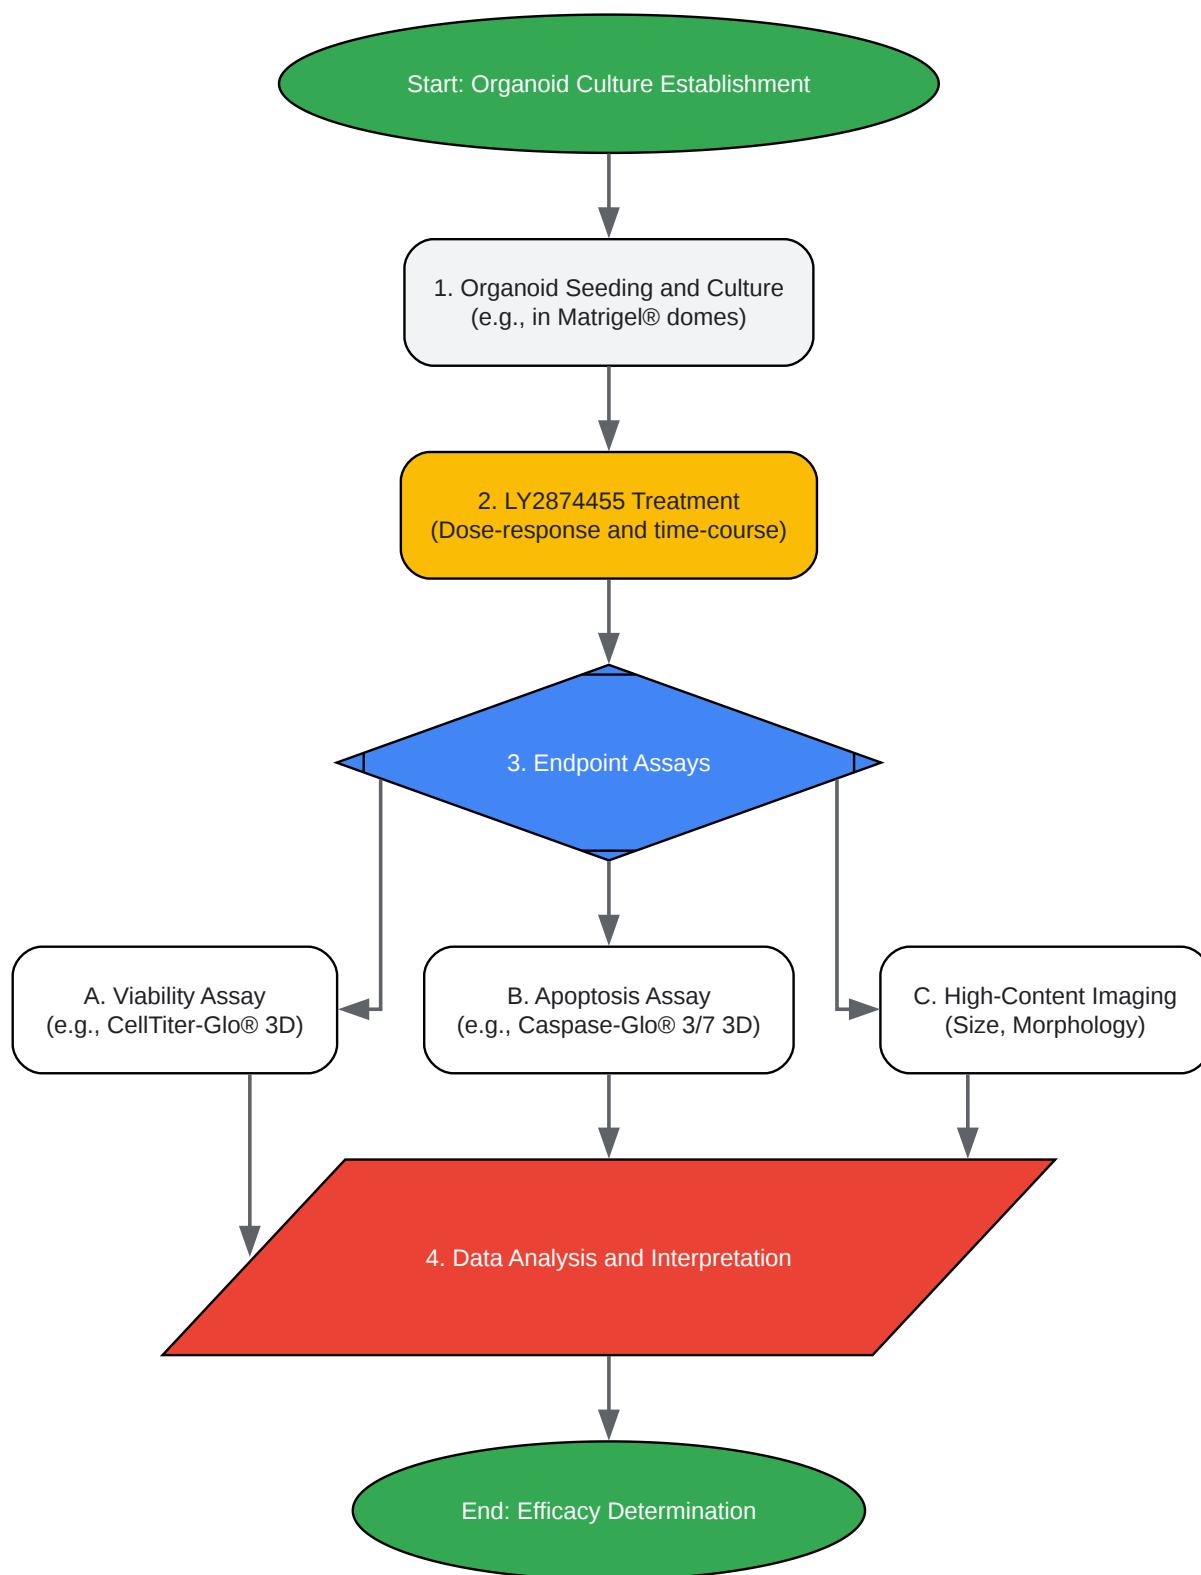 Start: Organoid Culture Establishment
1. Organoid Seeding and Culture
(e.g., in Matrigel® domes)
2. LY2874455 Treatment
(Dose-response and time-course)
3. Endpoint Assays
A. Viability Assay
(e.g., CellTiter-Glo® 3D)
B. Apoptosis Assay
(e.g., Caspase-Glo® 3/7 3D)
C. High-Content Imaging
(Size, Morphology)
4. Data Analysis and Interpretation
End: Efficacy Determination